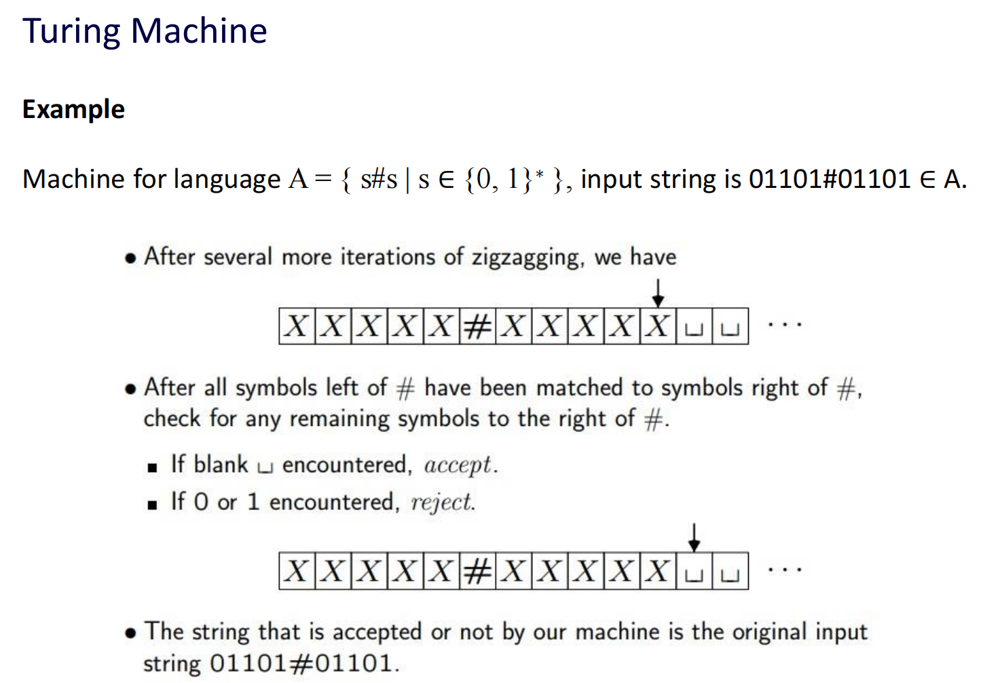 Turing Machine
Example
Machine for language A = { s#s | s ∈ {0, 1}* }, input string is 01101#01101 ∈ A.
• After several more iterations of zigzagging, we have
X X X X X # X X X X X ␣ ␣ ···
• After all symbols left of # have been matched to symbols right of #,
check for any remaining symbols to the right of #.
▪ If blank ␣ encountered, accept.
▪ If 0 or 1 encountered, reject.
X X X X X # X X X X X ␣ ␣ ···
• The string that is accepted or not by our machine is the original input
string 01101#01101.